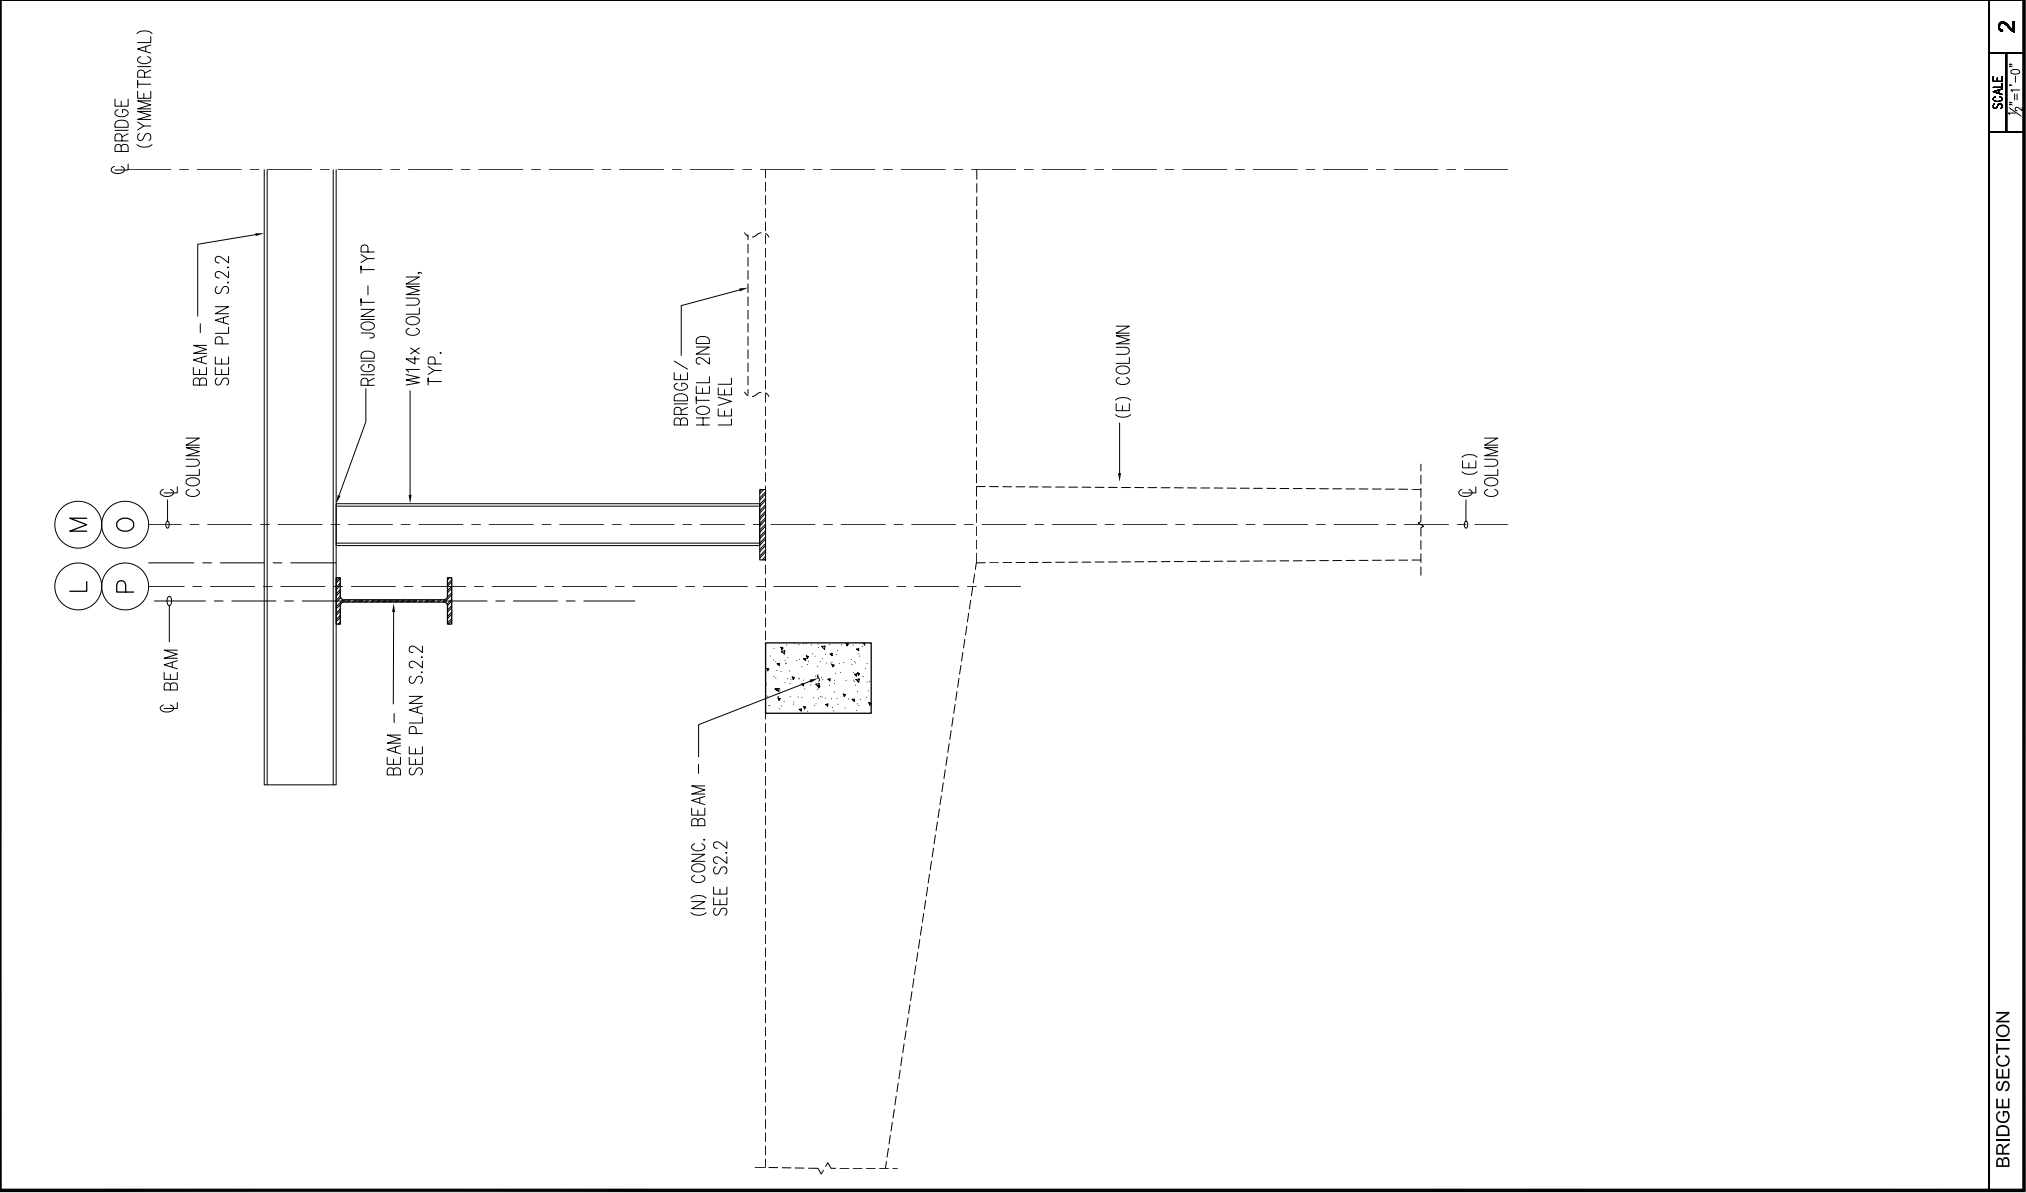 ℄ BRIDGE
(SYMMETRICAL)
BEAM -
SEE PLAN S.2.2
RIGID JOINT- TYP
W14x COLUMN,
TYP.
BRIDGE/
HOTEL 2ND
LEVEL
(E) COLUMN
℄
COLUMN
℄ (E)
COLUMN
M
O
L
P
℄ BEAM
BEAM -
SEE PLAN S.2.2
(N) CONC. BEAM -
SEE S2.2
BRIDGE SECTION
SCALE
½"=1'-0"
2